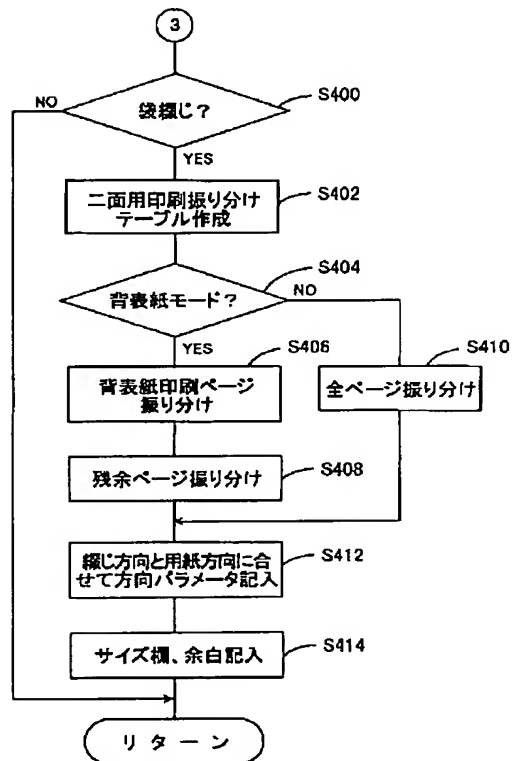 3
袋綴じ?
S400
NO
YES
二面用印刷振り分け
テーブル作成
S402
背表紙モード?
S404
NO
YES
背表紙印刷ページ
振り分け
S406
全ページ振り分け
S410
残余ページ振り分け
S408
綴じ方向と用紙方向に合
せて方向パラメータ記入
S412
サイズ欄、余白記入
S414
リターン